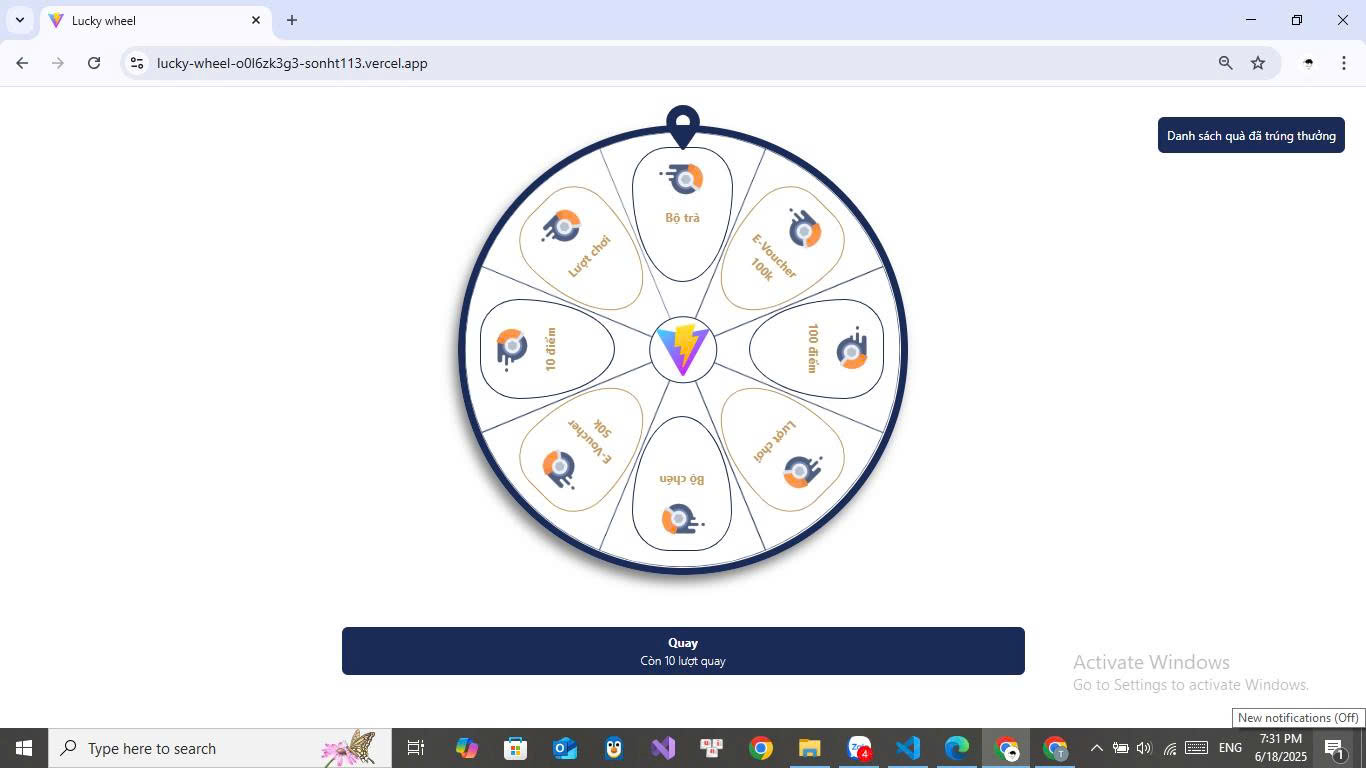 Lucky wheel
lucky-wheel-o0l6zk3g3-sonht113.vercel.app
Danh sách quà đã trúng thưởng
Bộ trà
E-Voucher
100k
100 điểm
Lượt chơi
Bộ chén
E-Voucher
50k
10 điểm
Lượt chơi
Quay
Còn 10 lượt quay
Activate Windows
Go to Settings to activate Windows.
New notifications (Off)
Type here to search
4
ENG
7:31 PM
6/18/2025
1